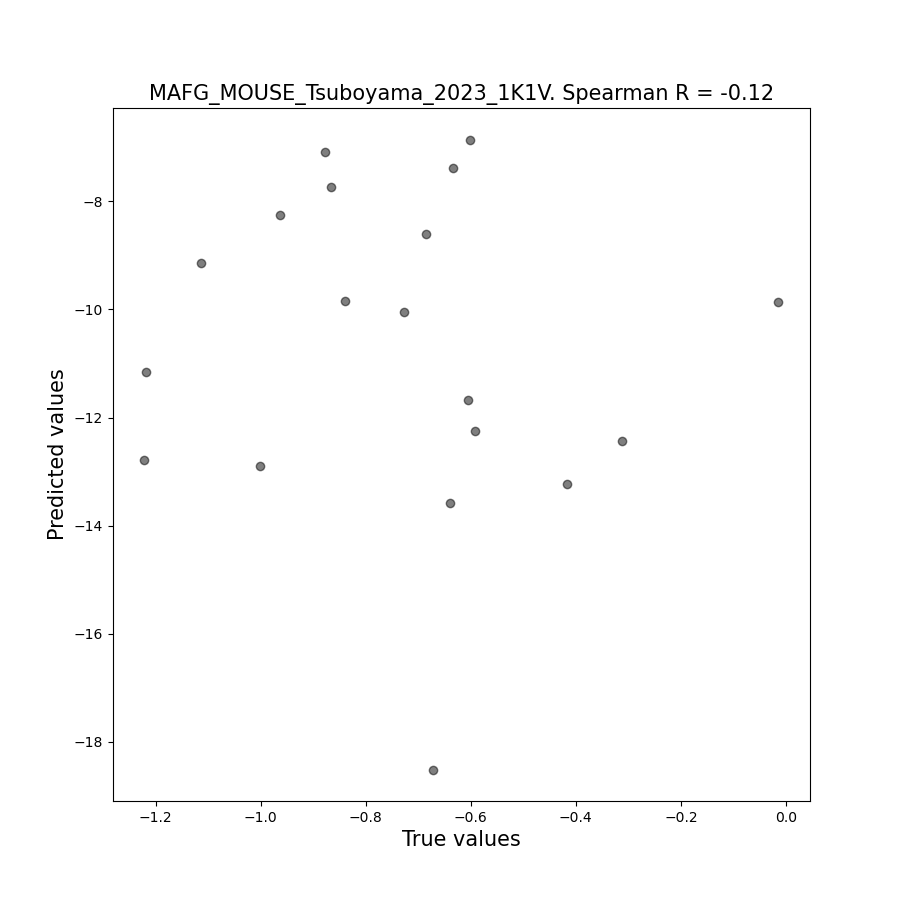 MAFG_MOUSE_Tsuboyama_2023_1K1V. Spearman R = -0.12
Predicted values
−8
−10
−12
−14
−16
−18
−1.2 −1.0 −0.8 −0.6 −0.4 −0.2 0.0
True values